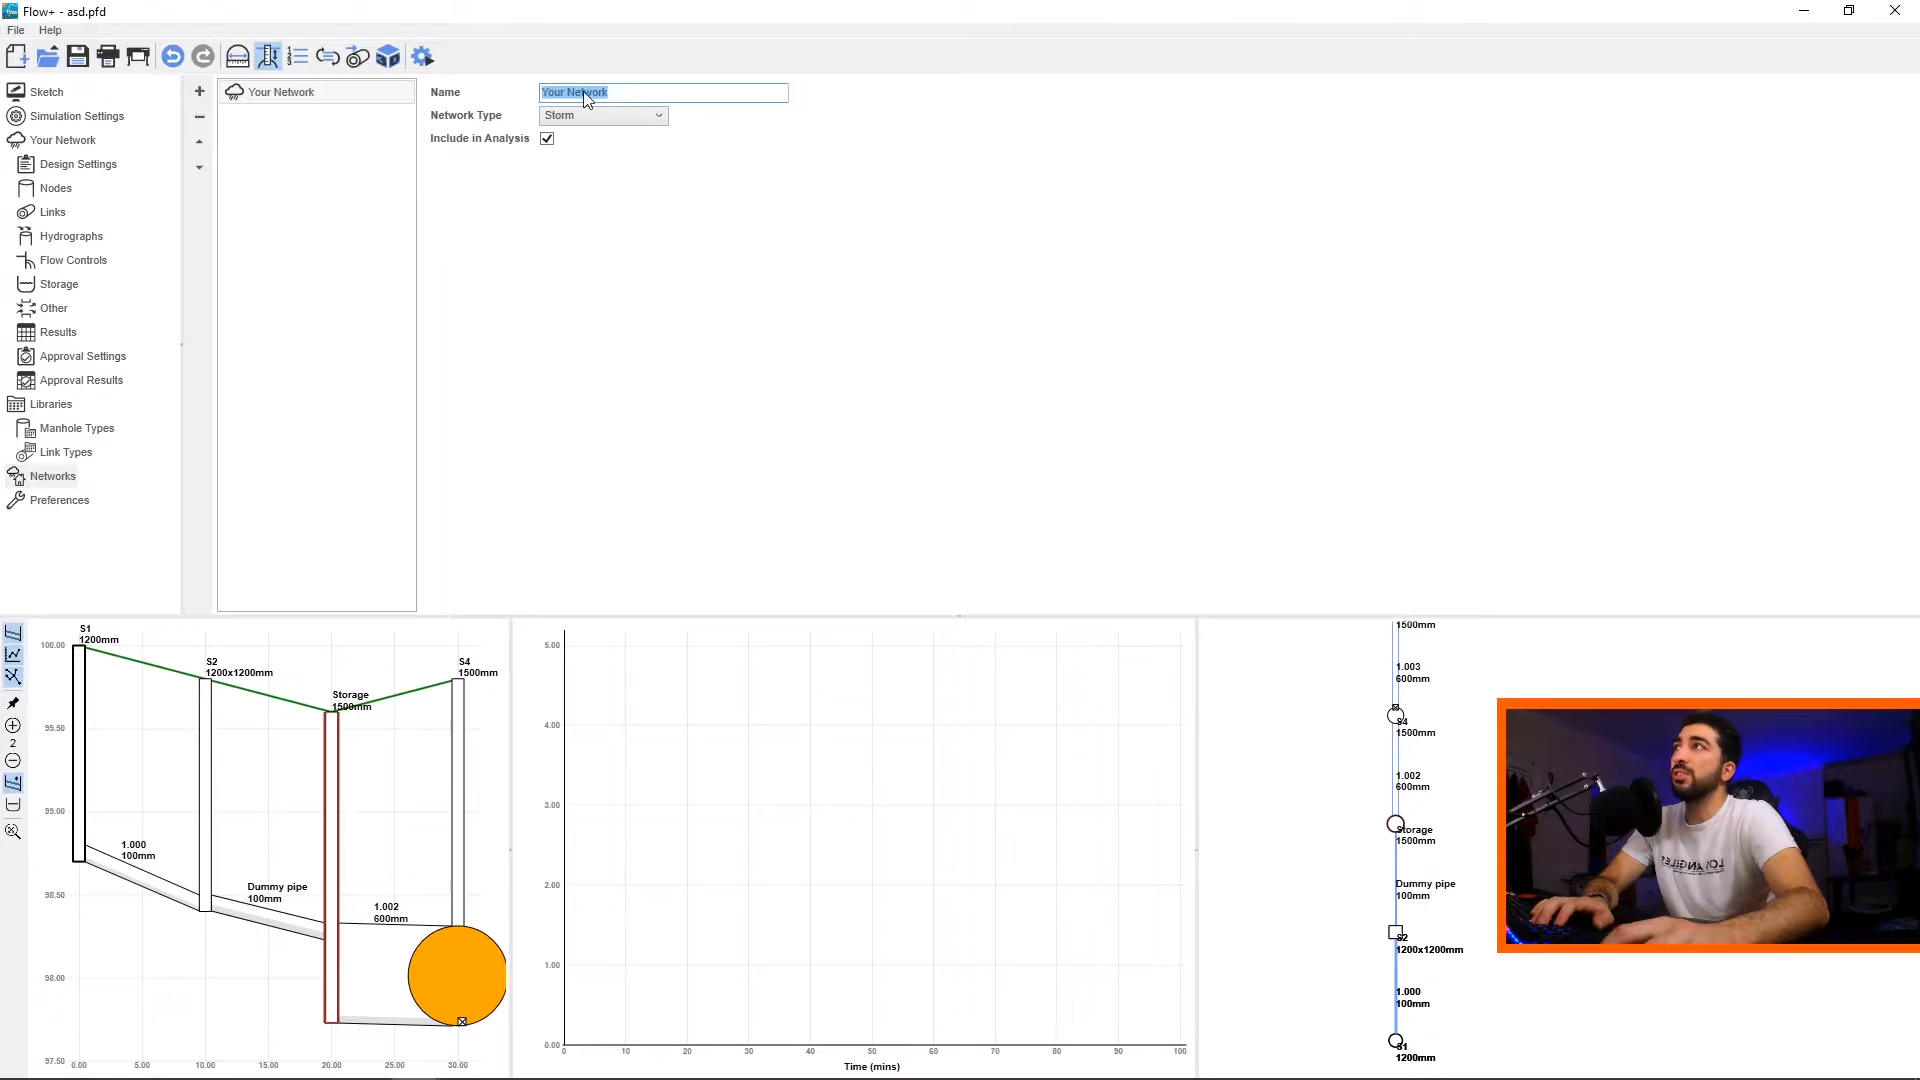 Flow+ - asd.pfd
File Help
Sketch
Simulation Settings
Your Network
Design Settings
Nodes
Links
Hydrographs
Flow Controls
Storage
Other
Results
Approval Settings
Approval Results
Libraries
Manhole Types
Link Types
Networks
Preferences
Your Network
Name Your Network
Network Type Storm
Include in Analysis
S1
1200mm
S2
1200x1200mm
Storage
1500mm
S4
1500mm
1.000
100mm
Dummy pipe
100mm
1.002
600mm
100.00
99.50
99.00
98.50
98.00
97.50
0.00 5.00 10.00 15.00 20.00 25.00 30.00
2
5.00
4.00
3.00
2.00
1.00
0.00
0 10 20 30 40 50 60 70 80 90 100
Time (mins)
1500mm
1.003
600mm
S4
1500mm
1.002
600mm
Storage
1500mm
Dummy pipe
100mm
S2
1200x1200mm
1.000
100mm
S1
1200mm
LOS ANGELES